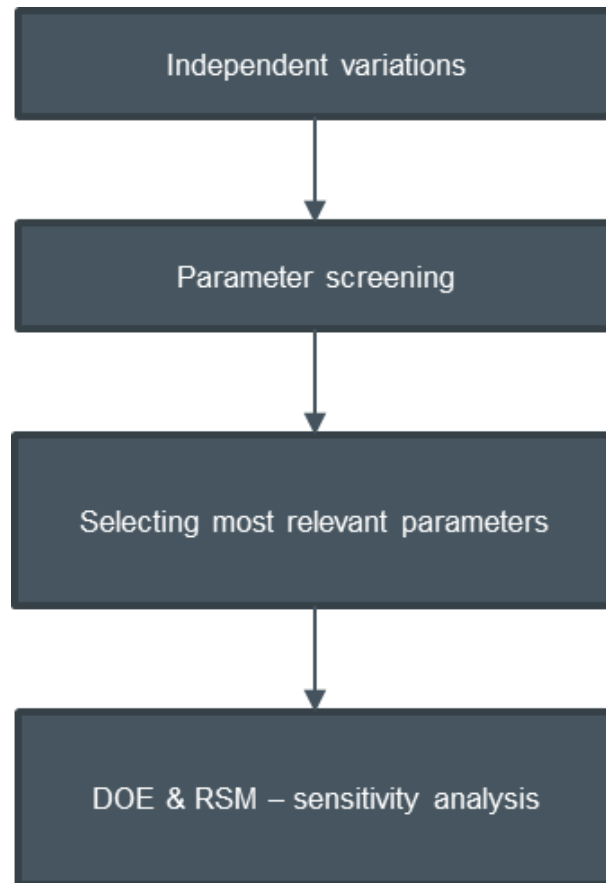 Independent variations
Parameter screening
Selecting most relevant parameters
DOE & RSM – sensitivity analysis